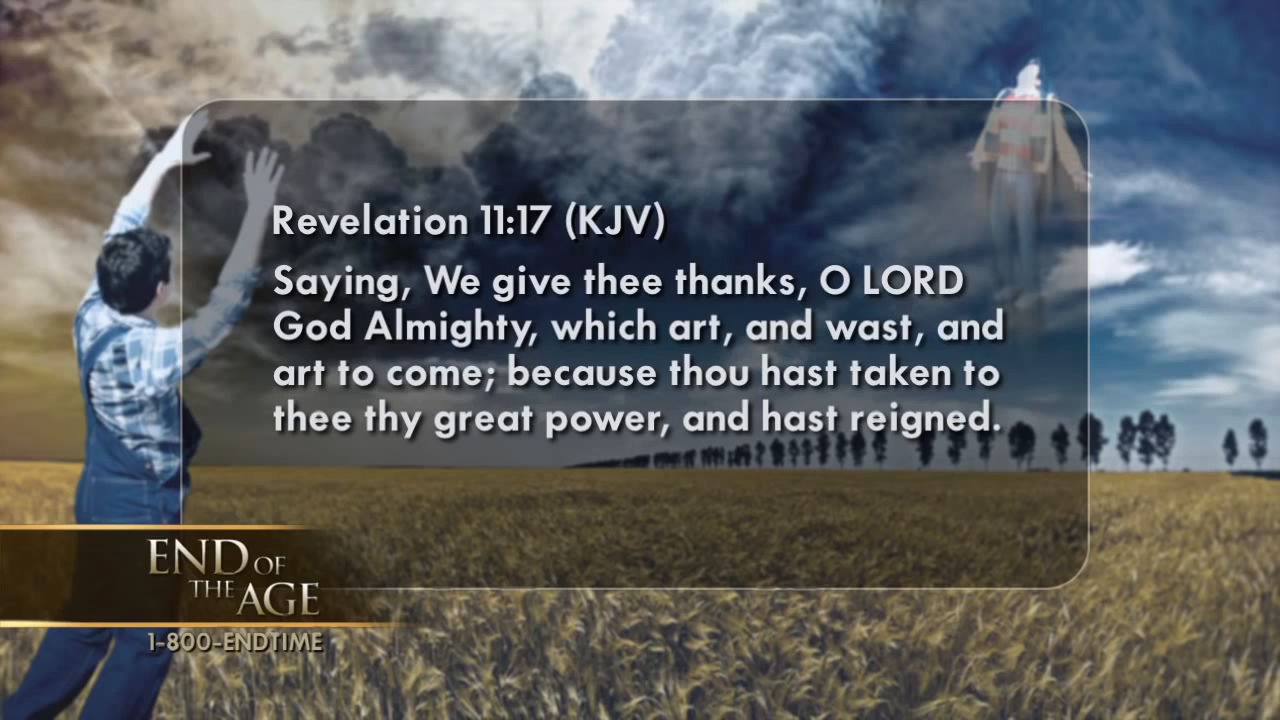 Revelation 11:17 (KJV)
Saying, We give thee thanks, O LORD
God Almighty, which art, and wast, and
art to come; because thou hast taken to
thee thy great power, and hast reigned.
END OF
THE AGE
1-800-ENDTIME